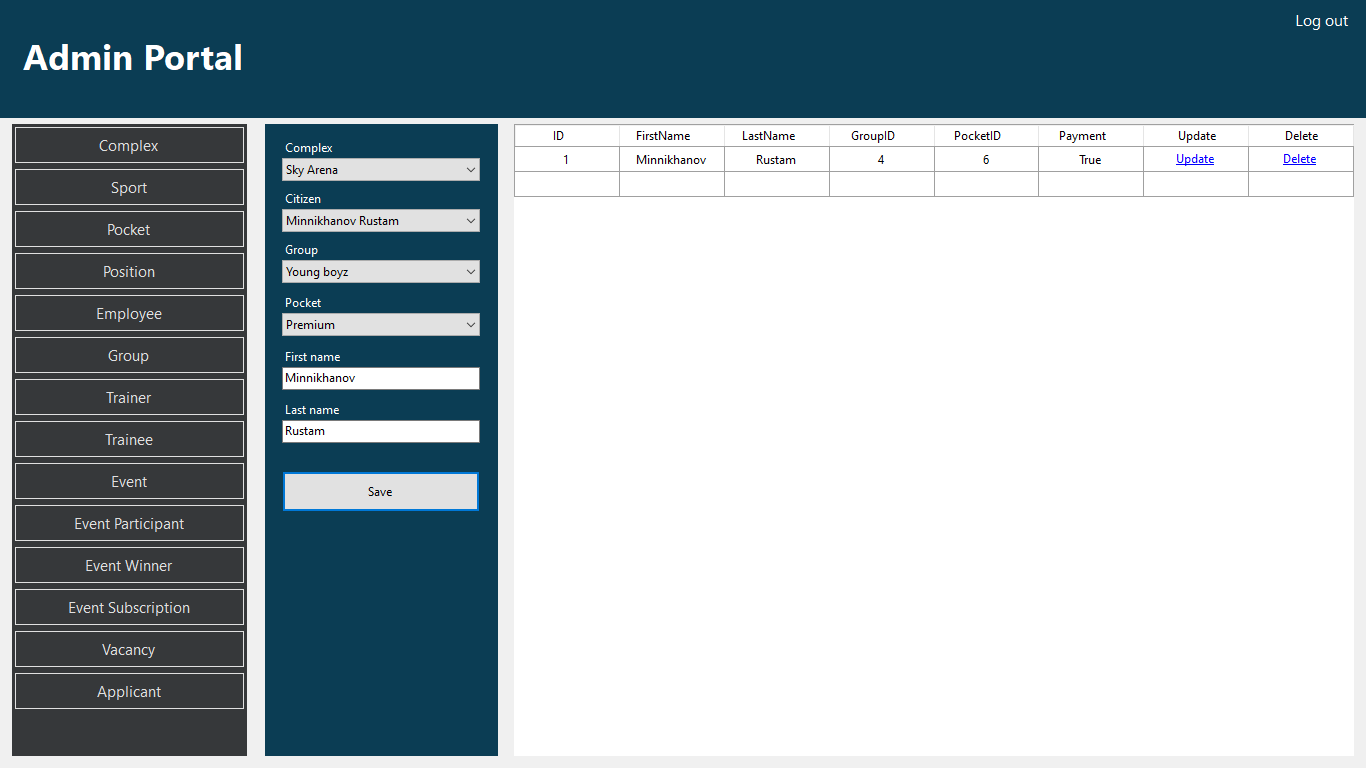 Log out
Admin Portal
Complex
Sport
Pocket
Position
Employee
Group
Trainer
Trainee
Event
Event Participant
Event Winner
Event Subscription
Vacancy
Applicant
Complex
Sky Arena
Citizen
Minnikhanov Rustam
Group
Young boyz
Pocket
Premium
First name
Minnikhanov
Last name
Rustam
Save
ID FirstName LastName GroupID PocketID Payment Update Delete
1 Minnikhanov Rustam 4 6 True Update Delete